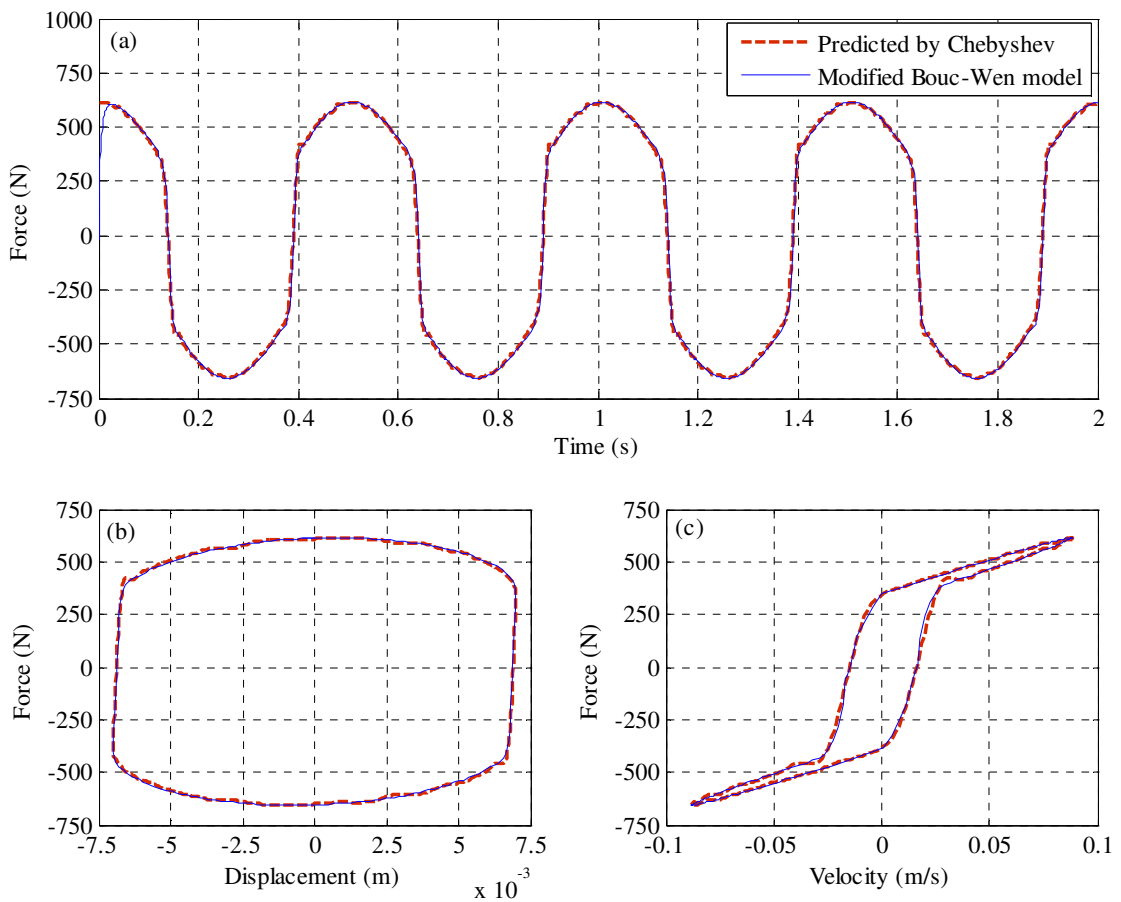 1000
(a)
Predicted by Chebyshev
Modified Bouc-Wen model
750
500
250
0
-250
-500
-750
Force (N)
0 0.2 0.4 0.6 0.8 1 1.2 1.4 1.6 1.8 2
Time (s)
750
(b)
500
250
0
-250
-500
-750
Force (N)
-7.5 -5 -2.5 0 2.5 5 7.5
Displacement (m)
x 10^-3
750
(c)
500
250
0
-250
-500
-750
Force (N)
-0.1 -0.05 0 0.05 0.1
Velocity (m/s)